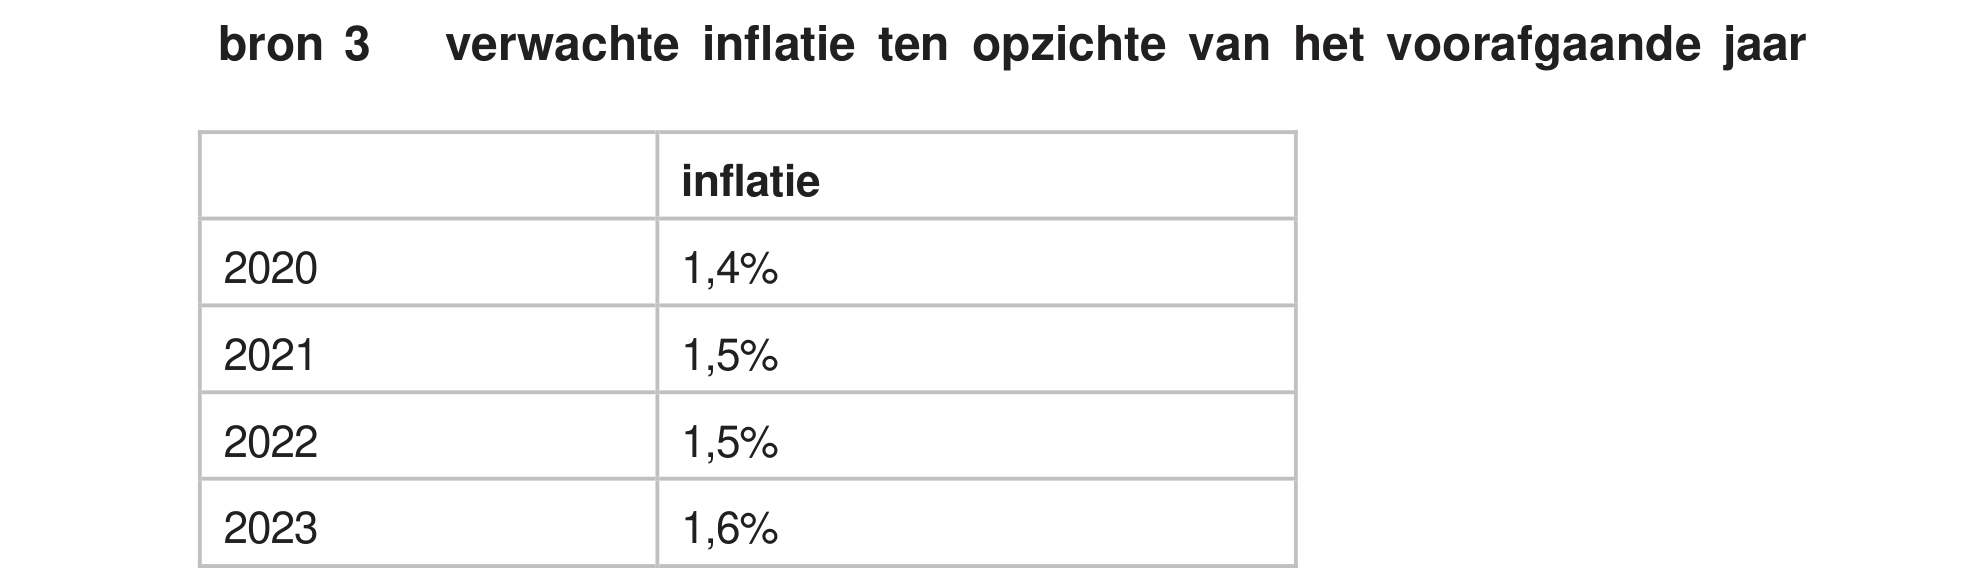 bron 3 verwachte inflatie ten opzichte van het voorafgaande jaar
inflatie
2020 1,4%
2021 1,5%
2022 1,5%
2023 1,6%